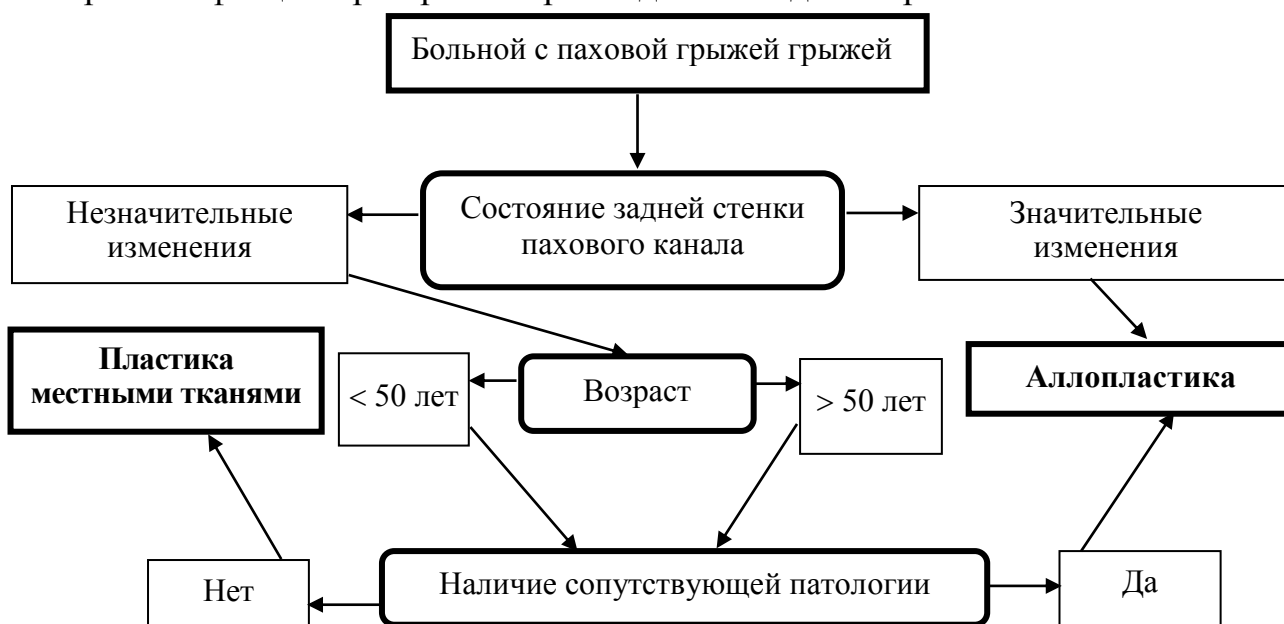 Больной с паховой грыжей грыжей
Незначительные
изменения
Состояние задней стенки
пахового канала
Значительные
изменения
Пластика
местными тканями
< 50 лет
Возраст
> 50 лет
Аллопластика
Нет
Наличие сопутствующей патологии
Да